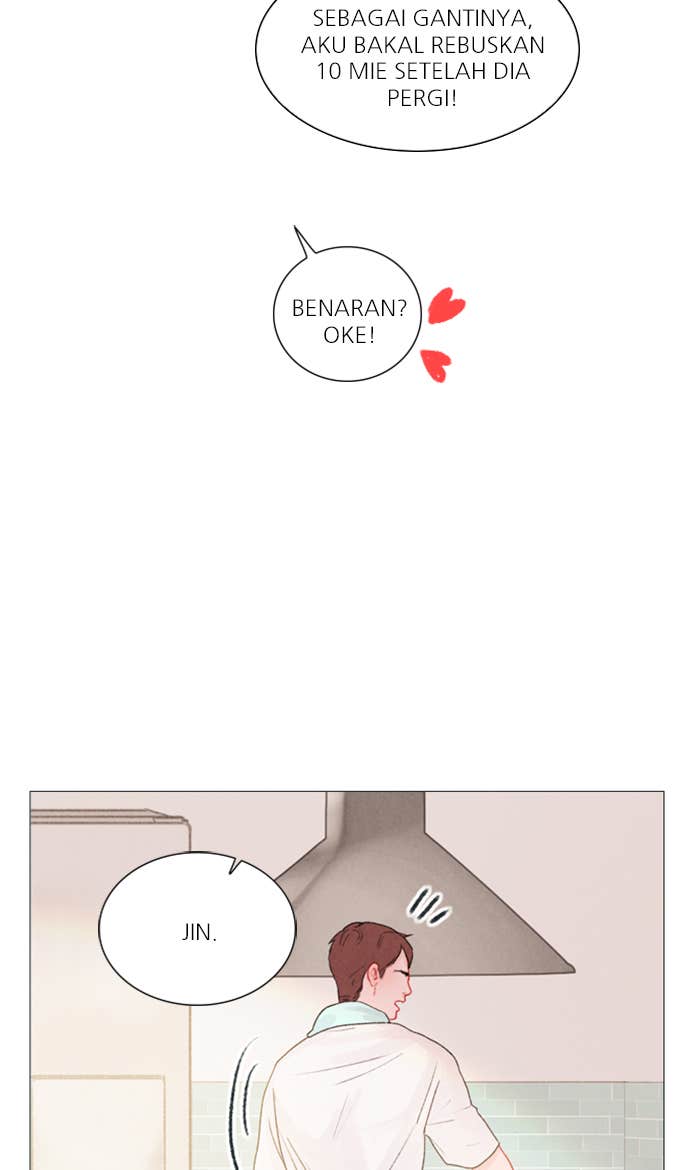 SEBAGAI GANTINYA,
AKU BAKAL REBUSKAN
10 MIE SETELAH DIA
PERGI!
BENARAN?
OKE!
JIN.